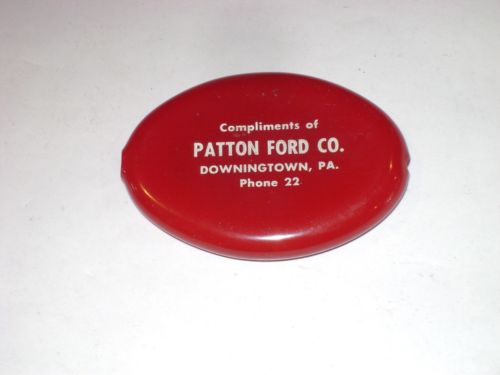 Compliments of
PATTON FORD CO.
DOWNINGTOWN, PA.
Phone 22